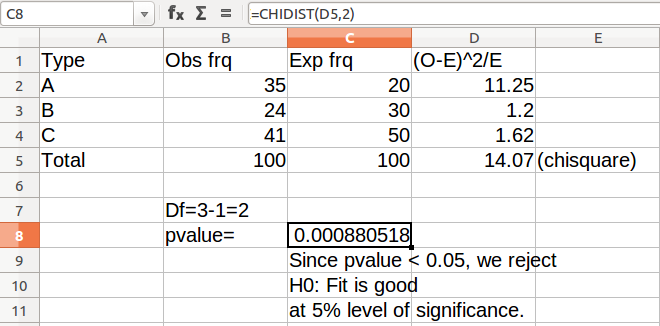 C8 fx Σ = =CHIDIST(D5,2)
A B C D E
1 Type Obs frq Exp frq (O-E)^2/E
2 A 35 20 11.25
3 B 24 30 1.2
4 C 41 50 1.62
5 Total 100 100 14.07 (chisquare)
6
7 Df=3-1=2
8 pvalue= 0.000880518
9 Since pvalue < 0.05, we reject
10 H0: Fit is good
11 at 5% level of significance.